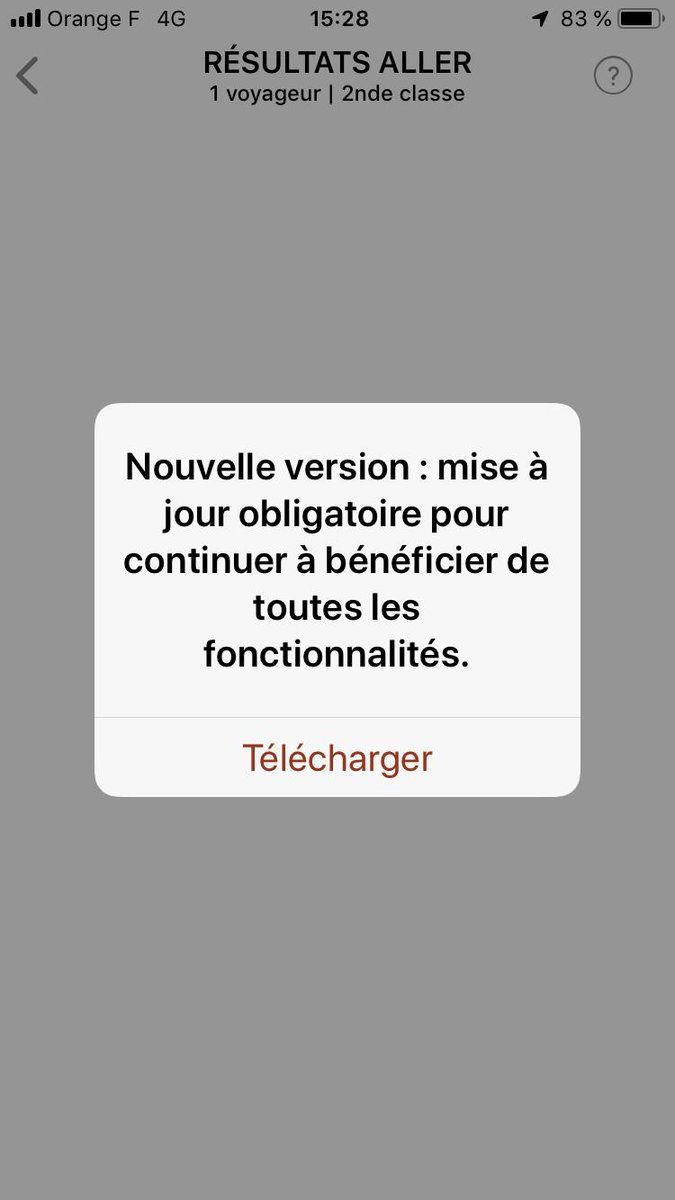 Orange F 4G 15:28 83 %
RÉSULTATS ALLER
?
1 voyageur | 2nde classe
Nouvelle version : mise à
jour obligatoire pour
continuer à bénéficier de
toutes les
fonctionnalités.
Télécharger